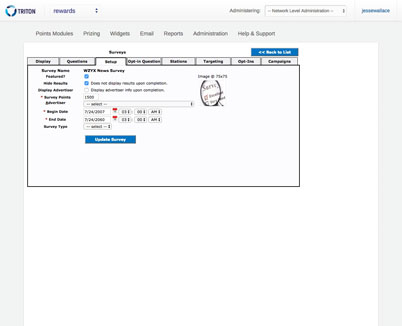 TRITON rewards Administering: -- Network Level Administration -- jessewallace
Points Modules Pricing Widgets Email Reports Administration Help & Support
Surveys
<< Back to List
Display Questions Setup Opt-in Question Stations Targeting Opt-Ins Campaigns
Survey Name WZYX News Survey
Featured? Image @ 75x75
Hide Results Does not display results upon completion.
Display Advertiser Display advertiser info upon completion.
* Survey Points 1500
Advertiser -- select --
* Begin Date 7/24/2007 03 : 00 AM
* End Date 7/24/2060 03 : 00 AM
Survey Type -- select --
Update Survey